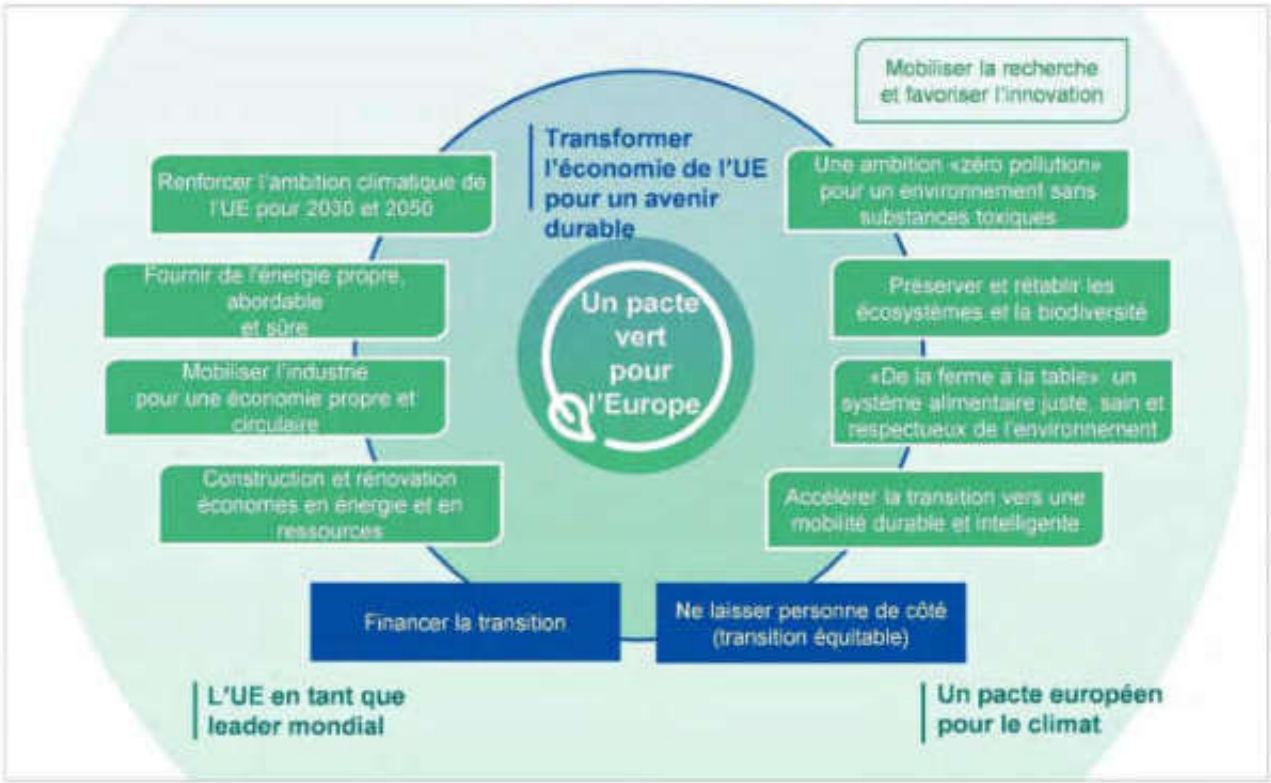 Mobiliser la recherche
et favoriser l'innovation
Transformer
l'économie de l'UE
pour un avenir
durable
Renforcer l'ambition climatique de
l'UE pour 2030 et 2050
Une ambition «zéro pollution»
pour un environnement sans
substances toxiques
Fournir de l'énergie propre,
abordable
et sûre
Préserver et rétablir les
écosystèmes et la biodiversité
Un pacte
vert
pour
l'Europe
Mobiliser l'industrie
pour une économie propre et
circulaire
«De la ferme à la table» un
système alimentaire juste, sain et
respectueux de l'environnement
Construction et rénovation
économes en énergie et en
ressources
Accélérer la transition vers une
mobilité durable et intelligente
Financer la transition
Ne laisser personne de côté
(transition équitable)
L'UE en tant que
leader mondial
Un pacte européen
pour le climat